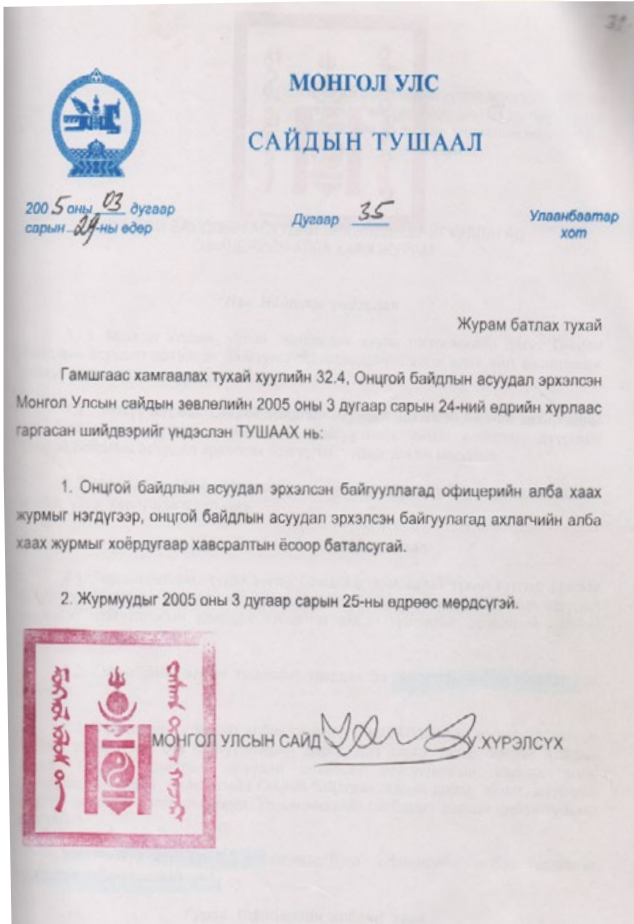 32
МОНГОЛ УЛС
САЙДЫН ТУШААЛ
2005 оны 03 дугаар
сарын 29-ны өдөр
Дугаар 35
Улаанбаатар
хот
Журам батлах тухай
Гамшгаас хамгаалах тухай хуулийн 32.4, Онцгой байдлын асуудал эрхэлсэн
Монгол Улсын сайдын зөвлөлийн 2005 оны 3 дугаар сарын 24-ний өдрийн хурлаас
гаргасан шийдвэрийг үндэслэн ТУШААХ нь:
1. Онцгой байдлын асуудал эрхэлсэн байгууллагад офицерийн алба хаах
журмыг нэгдүгээр, онцгой байдлын асуудал эрхэлсэн байгуулагад ахлагчийн алба
хаах журмыг хоёрдугаар хавсралтын ёсоор баталсугай.
2. Журмуудыг 2005 оны 3 дугаар сарын 25-ны өдрөөс мөрдсүгэй.
МОНГОЛ УЛСЫН САЙД У.ХҮРЭЛСҮХ